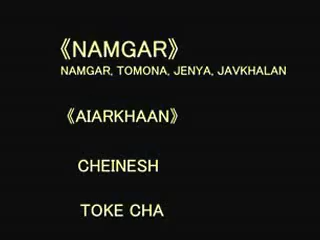 《NAMGAR》
NAMGAR, TOMONA, JENYA, JAVKHALAN
《AIARKHAAN》
CHEINESH
TOKE CHA